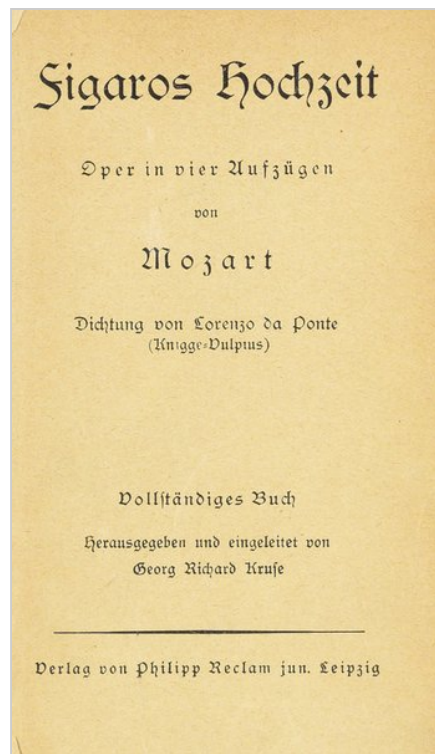 Figaros Hochzeit
Oper in vier Aufzügen
von
Mozart
Dichtung von Lorenzo da Ponte
(Knigge-Vulpius)
Vollständiges Buch
Herausgegeben und eingeleitet von
Georg Richard Kruse
Verlag von Philipp Reclam jun. Leipzig